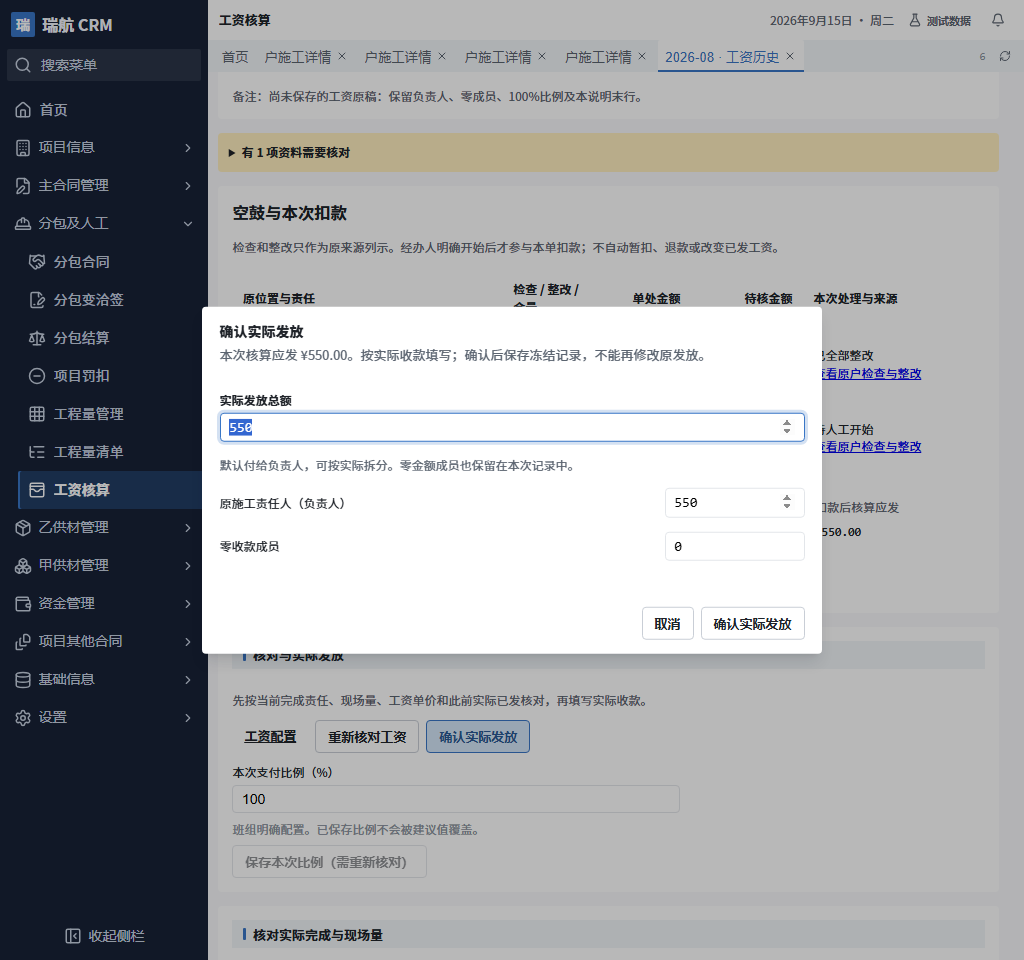 瑞 瑞航 CRM
搜索菜单
首页
项目信息
主合同管理
分包及人工
分包合同
分包变洽签
分包结算
项目罚扣
工程量管理
工程量清单
工资核算
乙供材管理
甲供材管理
资金管理
项目其他合同
基础信息
设置
收起侧栏
工资核算
2026年9月15日 · 周二 测试数据
首页 户施工详情 × 户施工详情 × 户施工详情 × 户施工详情 × 2026-08 · 工资历史 × 6
备注：尚未保存的工资原稿：保留负责人、零成员、100%比例及本说明末行。
▶ 有 1 项资料需要核对
空鼓与本次扣款
检查和整改只作为原来源列示。经办人明确开始后才参与本单扣款；不自动暂扣、退款或改变已发工资。
原位置与责任 检查 / 整改 / 单处金额 待核金额 本次处理与来源
全部整改
看原户检查与整改
人工开始
看原户检查与整改
款后核算应发
550.00
确认实际发放
本次核算应发 ¥550.00。按实际收款填写；确认后保存冻结记录，不能再修改原发放。
实际发放总额
550
默认付给负责人，可按实际拆分。零金额成员也保留在本次记录中。
原施工责任人（负责人） 550
零收款成员 0
取消 确认实际发放
核对与实际发放
先按当前完成责任、现场量、工资单价和此前实际已发核对，再填写实际收款。
工资配置 重新核对工资 确认实际发放
本次支付比例（%）
100
班组明确配置。已保存比例不会被建议值覆盖。
保存本次比例（需重新核对）
核对实际完成与现场量